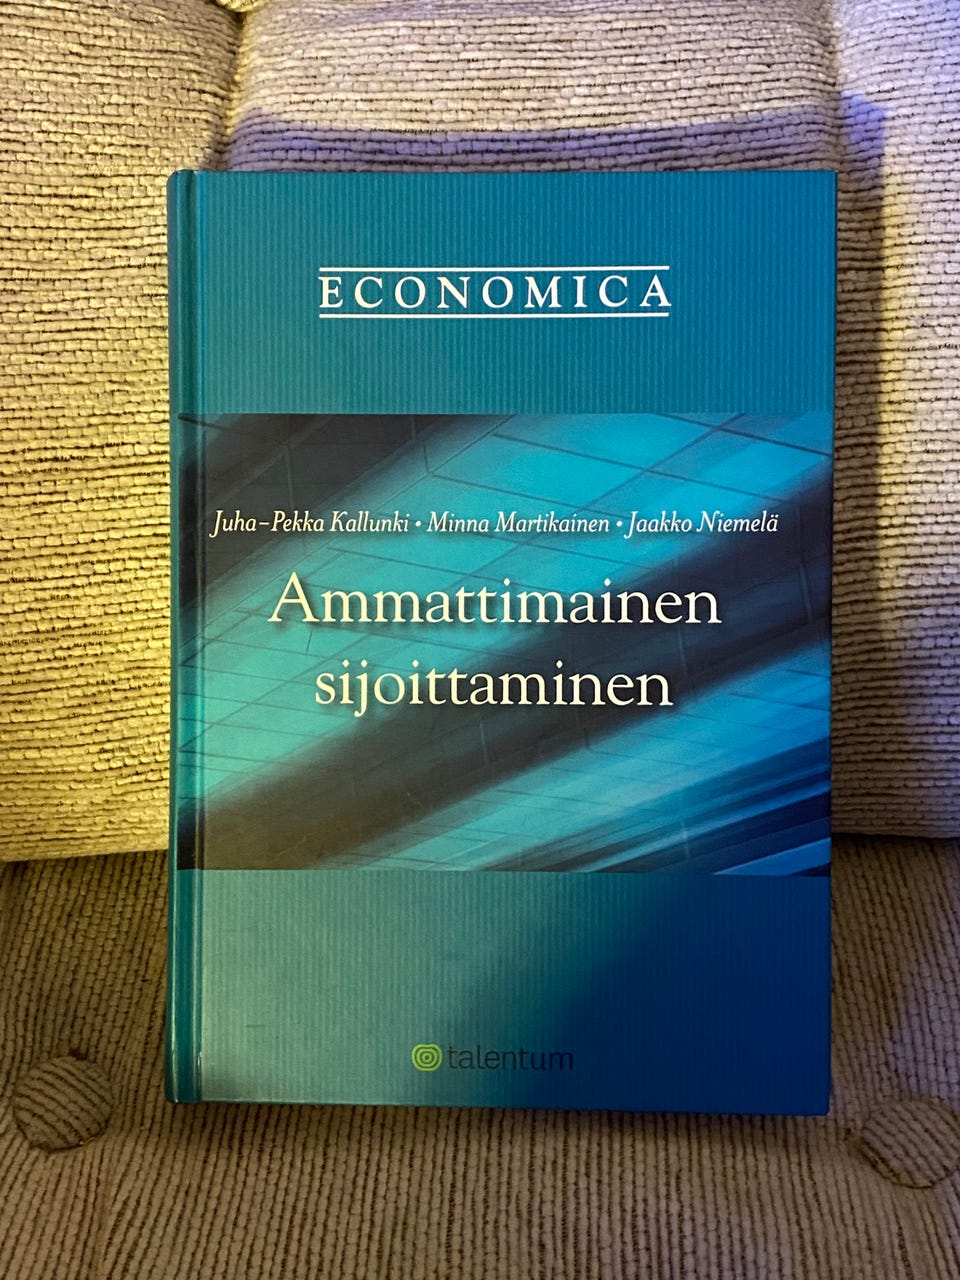 ECONOMICA
Juha-Pekka Kallunki • Minna Martikainen • Jaakko Niemelä
Ammattimainen
sijoittaminen
talentum